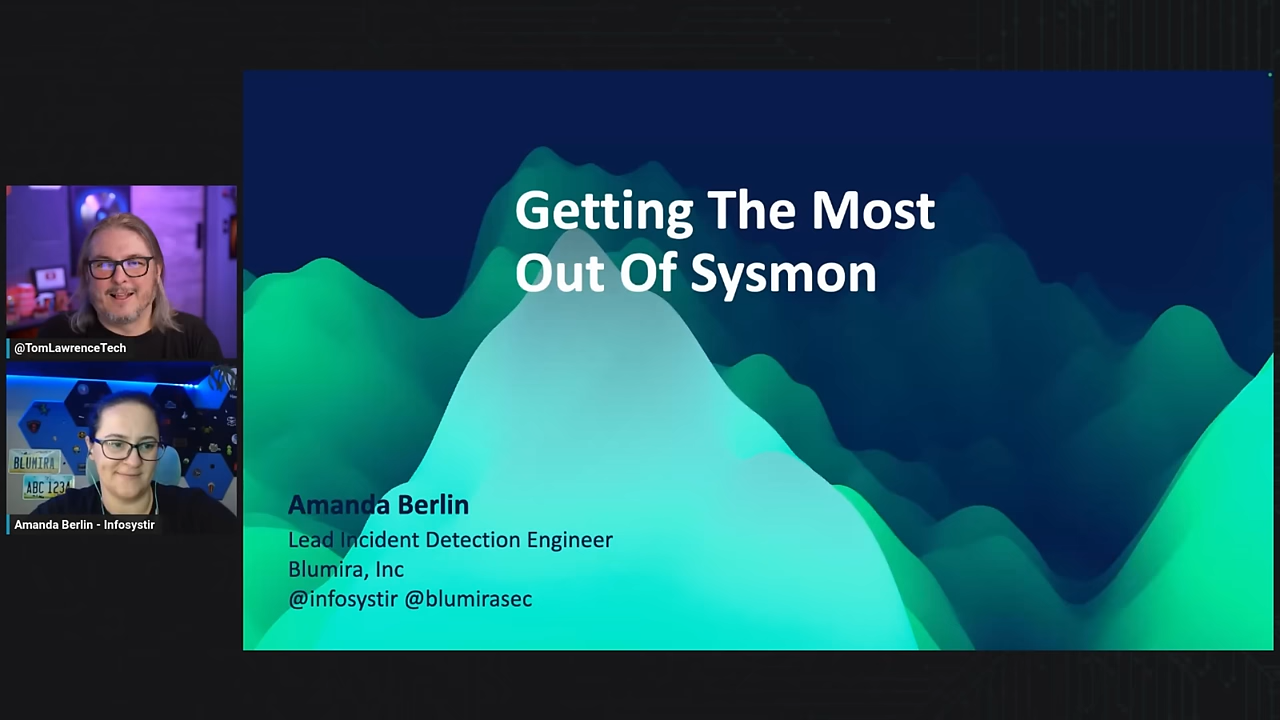 Getting The Most
Out Of Sysmon
@TomLawrenceTech
BLUMIRA
ABC 1234
Amanda Berlin - Infosystir
Amanda Berlin
Lead Incident Detection Engineer
Blumira, Inc
@infosystir @blumirasec